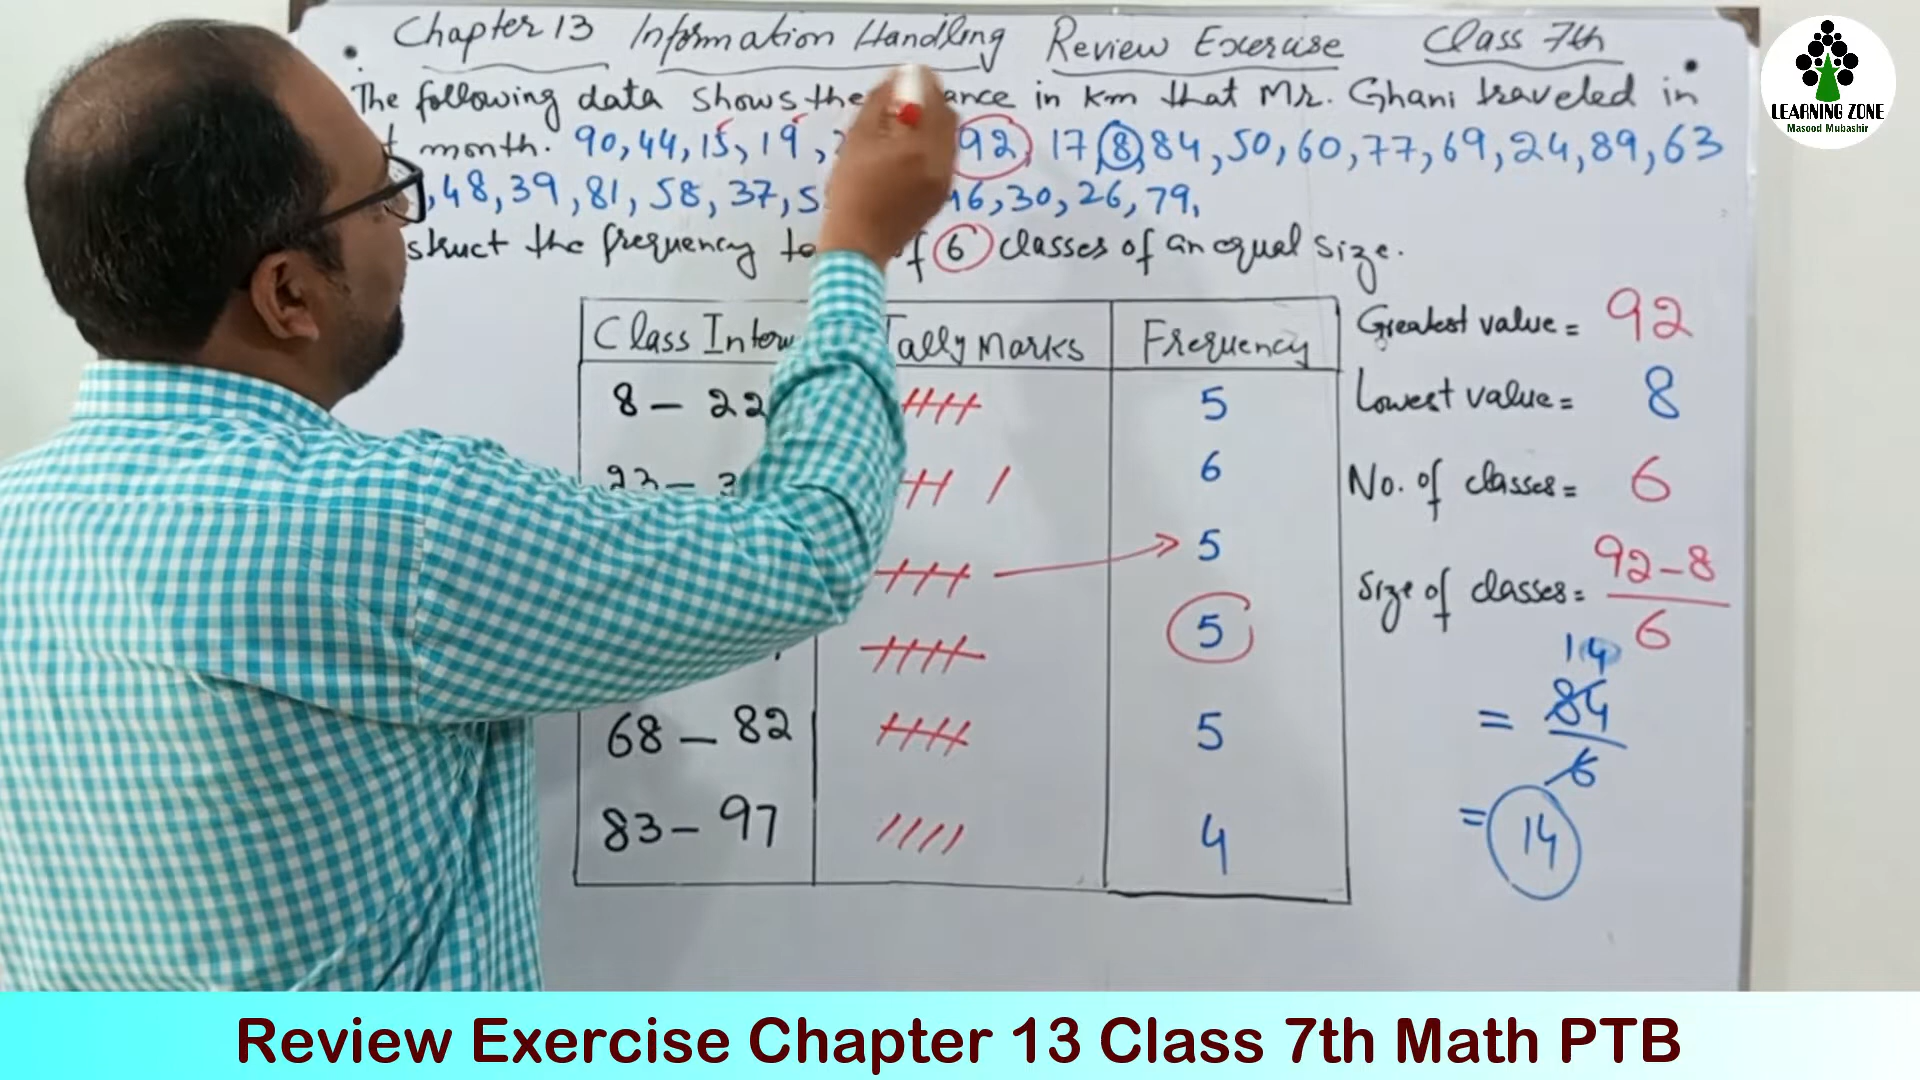 Chapter 13 Information Handling Review Exercise Class 7th
The following data shows the in km that Mr. Ghani traveled in
month. 90, 44, 15, 19, 92, 17, 8, 84, 50, 60, 77, 69, 24, 89, 63
, 48, 39, 81, 58, 37, 16, 30, 26, 79,
the frequency of 6 classes of an equal size.
Class Tally Marks Frequency
8 – 22 5
23 – 6
5
5
68 – 82 5
83 – 97 4
Greatest value = 92
Lowest value = 8
No. of classes = 6
Size of classes = 92 – 8
6
14
= 84
6
= 14
LEARNING ZONE
Masood Mubashir
Review Exercise Chapter 13 Class 7th Math PTB